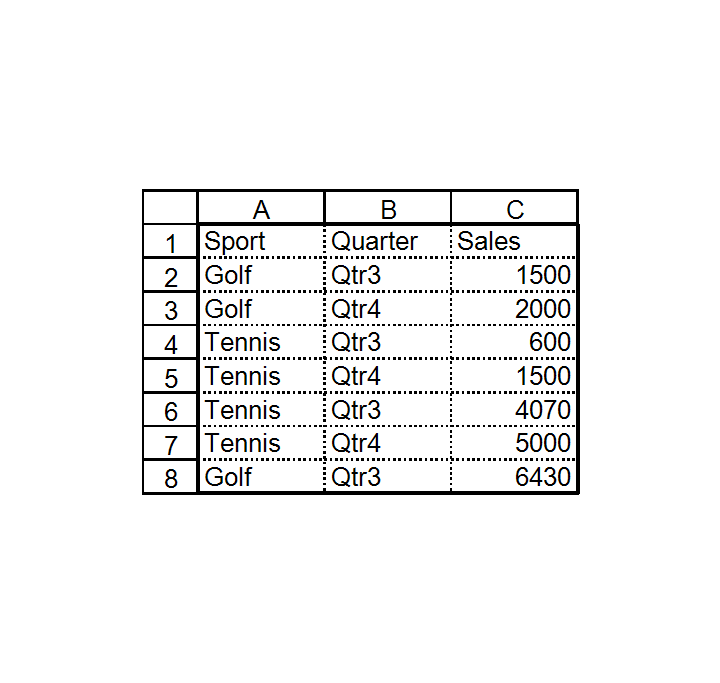 A B C
1 Sport Quarter Sales
2 Golf Qtr3 1500
3 Golf Qtr4 2000
4 Tennis Qtr3 600
5 Tennis Qtr4 1500
6 Tennis Qtr3 4070
7 Tennis Qtr4 5000
8 Golf Qtr3 6430